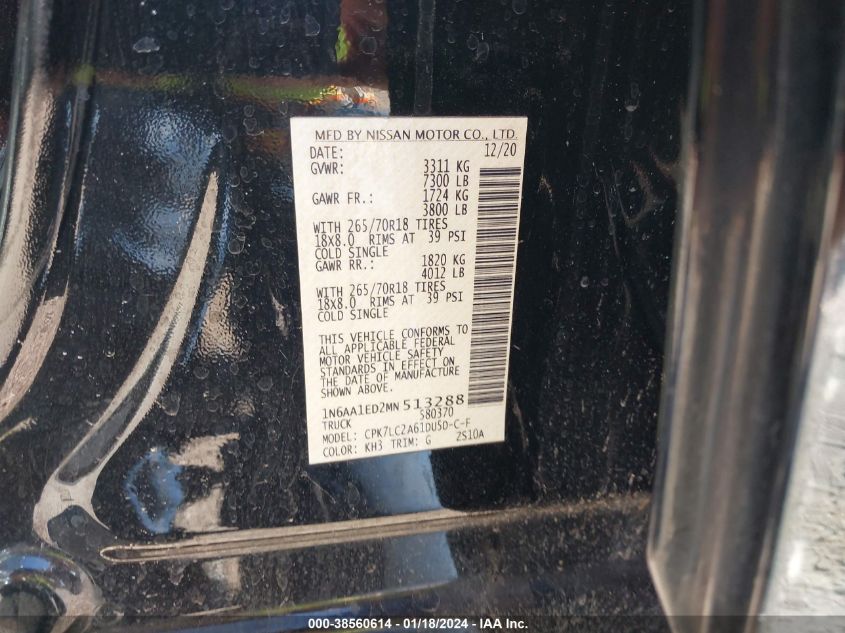 MFD BY NISSAN MOTOR CO., LTD.
DATE: 12/20
GVWR: 3311 KG
7300 LB
GAWR FR.: 1724 KG
3800 LB
WITH 265/70R18 TIRES
18X8.0 RIMS AT 39 PSI
COLD SINGLE
GAWR RR.: 1820 KG
4012 LB
WITH 265/70R18 TIRES
18X8.0 RIMS AT 39 PSI
COLD SINGLE
THIS VEHICLE CONFORMS TO
ALL APPLICABLE FEDERAL
MOTOR VEHICLE SAFETY
STANDARDS IN EFFECT ON
THE DATE OF MANUFACTURE
SHOWN ABOVE.
1N6AA1ED2MN 513288
TRUCK 580370
MODEL: CPK7LC2A61DU5D-C-F
COLOR: KH3 TRIM: G 2S10A
000-38560614 - 01/18/2024 - IAA Inc.